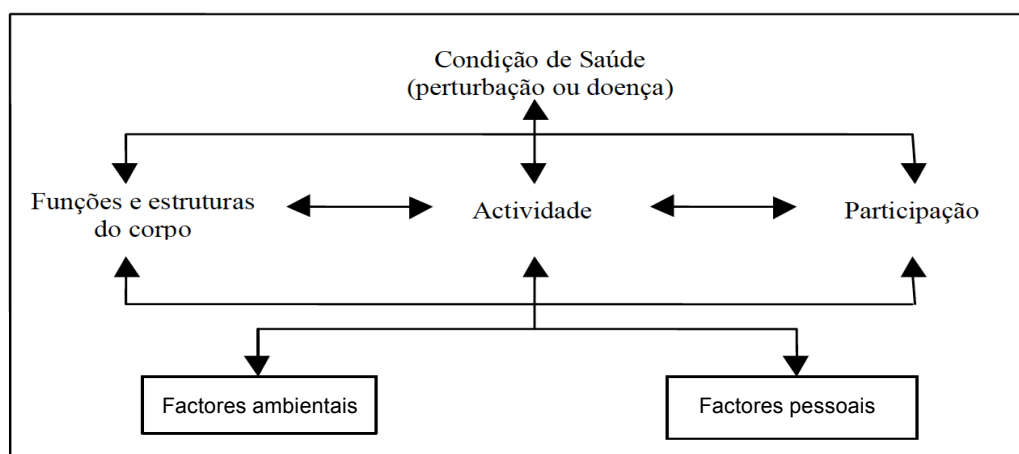 Condição de Saúde
(perturbação ou doença)
Funções e estruturas
do corpo
Actividade
Participação
Factores ambientais
Factores pessoais